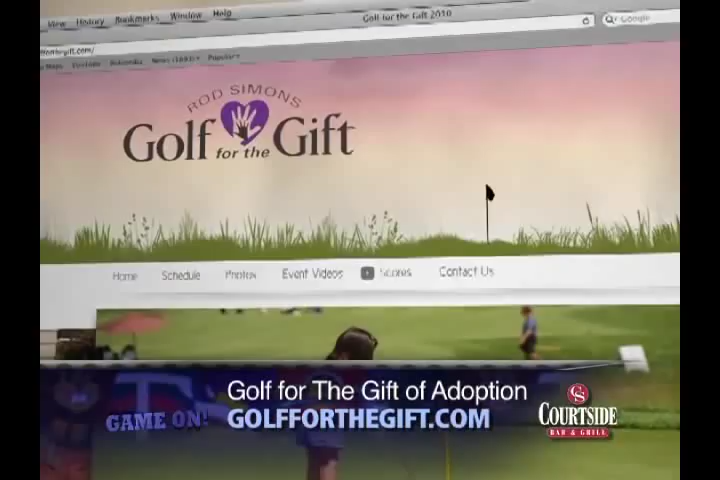 View History Bookmarks Window Help
Golf for the Gift 2010
Google
ROD SIMONS
Golf for the Gift
Home Schedule Photos Event Videos Scores Contact Us
Golf for The Gift of Adoption
GAME ON!
GOLFFORTHEGIFT.COM
CS
COURTSIDE
BAR & GRILL